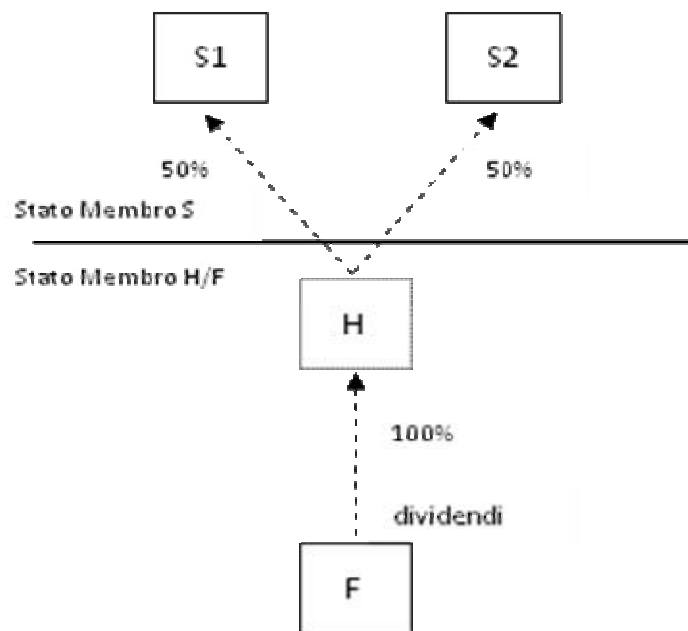 S1 S2
50% 50%
Stato Membro S
Stato Membro H/F
H
100%
dividendi
F